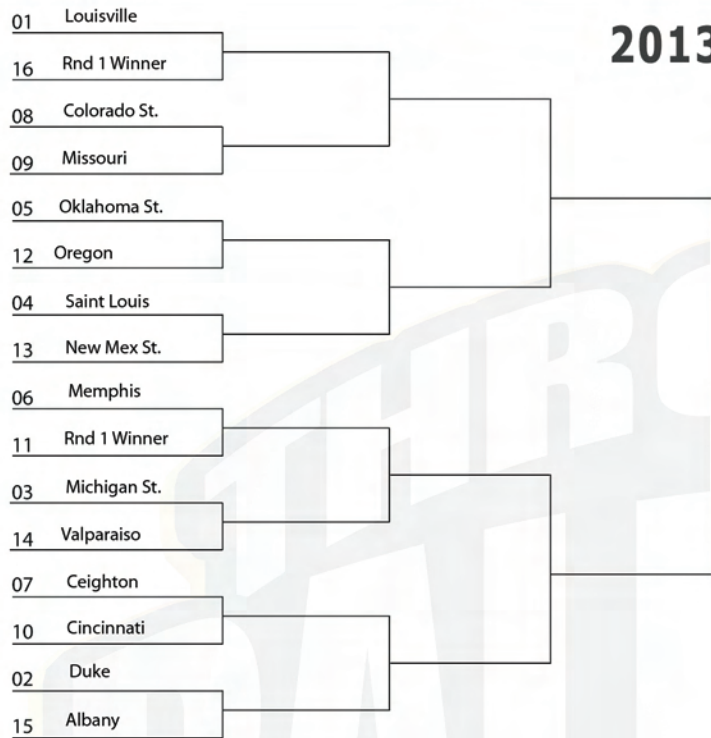 01 Louisville
2013
16 Rnd 1 Winner
08 Colorado St.
09 Missouri
05 Oklahoma St.
12 Oregon
04 Saint Louis
13 New Mex St.
06 Memphis
11 Rnd 1 Winner
03 Michigan St.
14 Valparaiso
07 Ceighton
10 Cincinnati
02 Duke
15 Albany